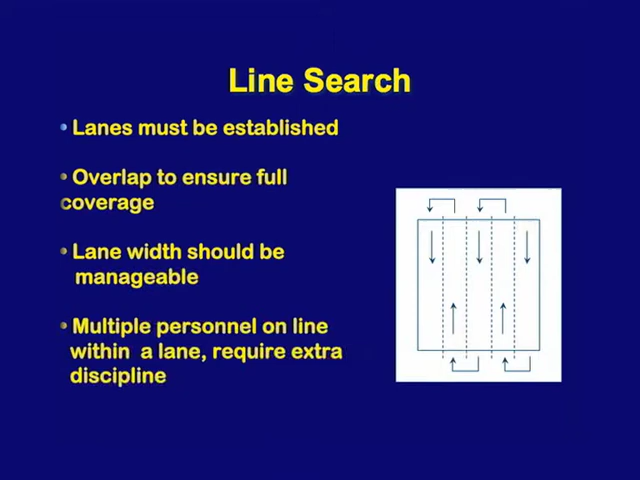 Line Search
• Lanes must be established
• Overlap to ensure full
coverage
• Lane width should be
manageable
• Multiple personnel on line
within a lane, require extra
discipline